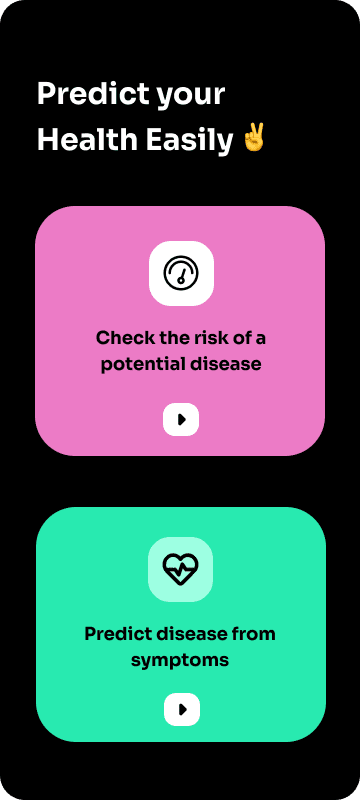 Predict your
Health Easily ✌️
Check the risk of a
potential disease
Predict disease from
symptoms